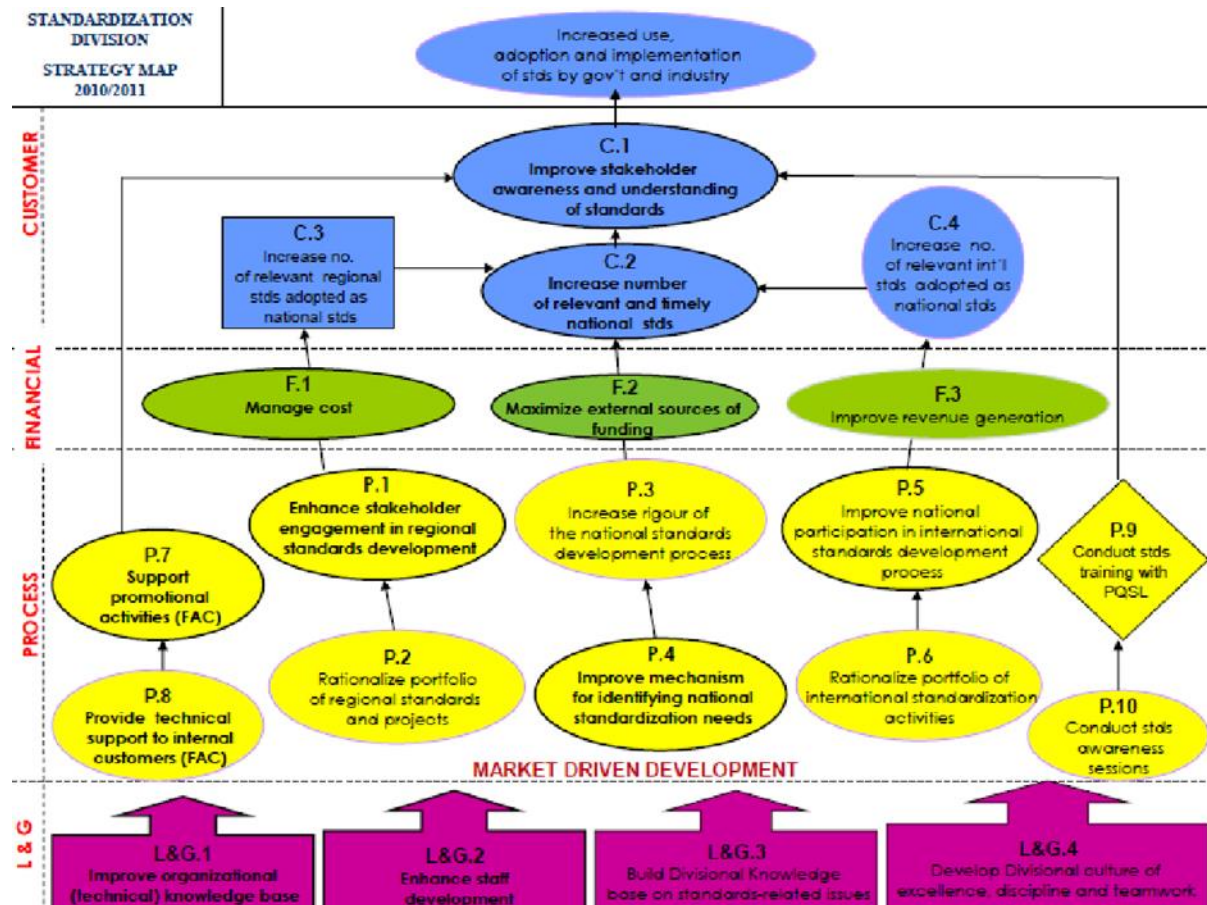 STANDARDIZATION
DIVISION
STRATEGY MAP
2010/2011
Increased use,
adoption and implementation
of stds by gov't and industry
CUSTOMER
C.1
Improve stakeholder
awareness and understanding
of standards
C.3
Increase no.
of relevant regional
stds adopted as
national stds
C.2
Increase number
of relevant and timely
national stds
C.4
Increase no.
of relevant int'l
stds adopted as
national stds
FINANCIAL
F.1
Manage cost
F.2
Maximize external sources of
funding
F.3
Improve revenue generation
PROCESS
P.1
Enhance stakeholder
engagement in regional
standards development
P.3
Increase rigour of
the national standards
development process
P.5
Improve national
participation in international
standards development
process
P.7
Support
promotional
activities (FAC)
P.9
Conduct stds
training with
PQSL
P.8
Provide technical
support to internal
customers (FAC)
P.2
Rationalize portfolio
of regional standards
and projects
P.4
Improve mechanism
for identifying national
standardization needs
P.6
Rationalize portfolio of
international standardization
activities
P.10
Conduct stds
awareness
sessions
MARKET DRIVEN DEVELOPMENT
L & G
L&G.1
Improve organizational
(technical) knowledge base
L&G.2
Enhance staff
development
L&G.3
Build Divisional Knowledge
base on standards-related issues
L&G.4
Develop Divisional culture of
excellence, discipline and teamwork